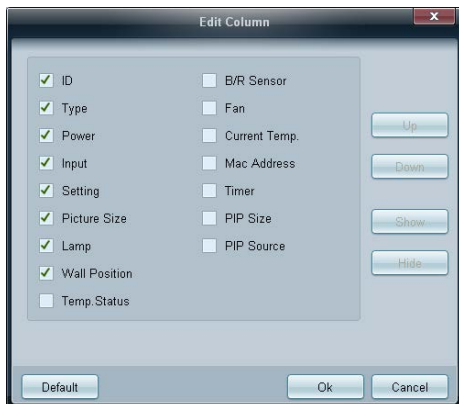 Edit Column
ID
Type
Power
Input
Setting
Picture Size
Lamp
Wall Position
Temp.Status
B/R Sensor
Fan
Current Temp.
Mac Address
Timer
PIP Size
PIP Source
Up
Down
Show
Hide
Default
Ok
Cancel